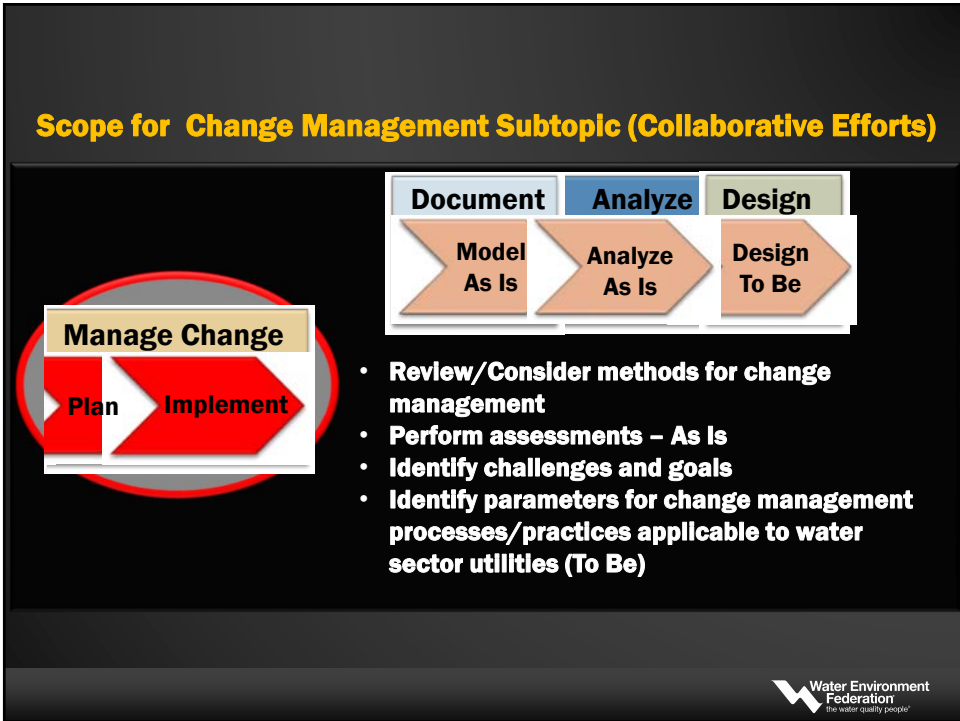 Scope for Change Management Subtopic (Collaborative Efforts)
Document Analyze Design
Model
As Is
Analyze
As Is
Design
To Be
Manage Change
Plan Implement
• Review/Consider methods for change
management
• Perform assessments – As Is
• Identify challenges and goals
• Identify parameters for change management
processes/practices applicable to water
sector utilities (To Be)
Water Environment
Federation
the water quality people®